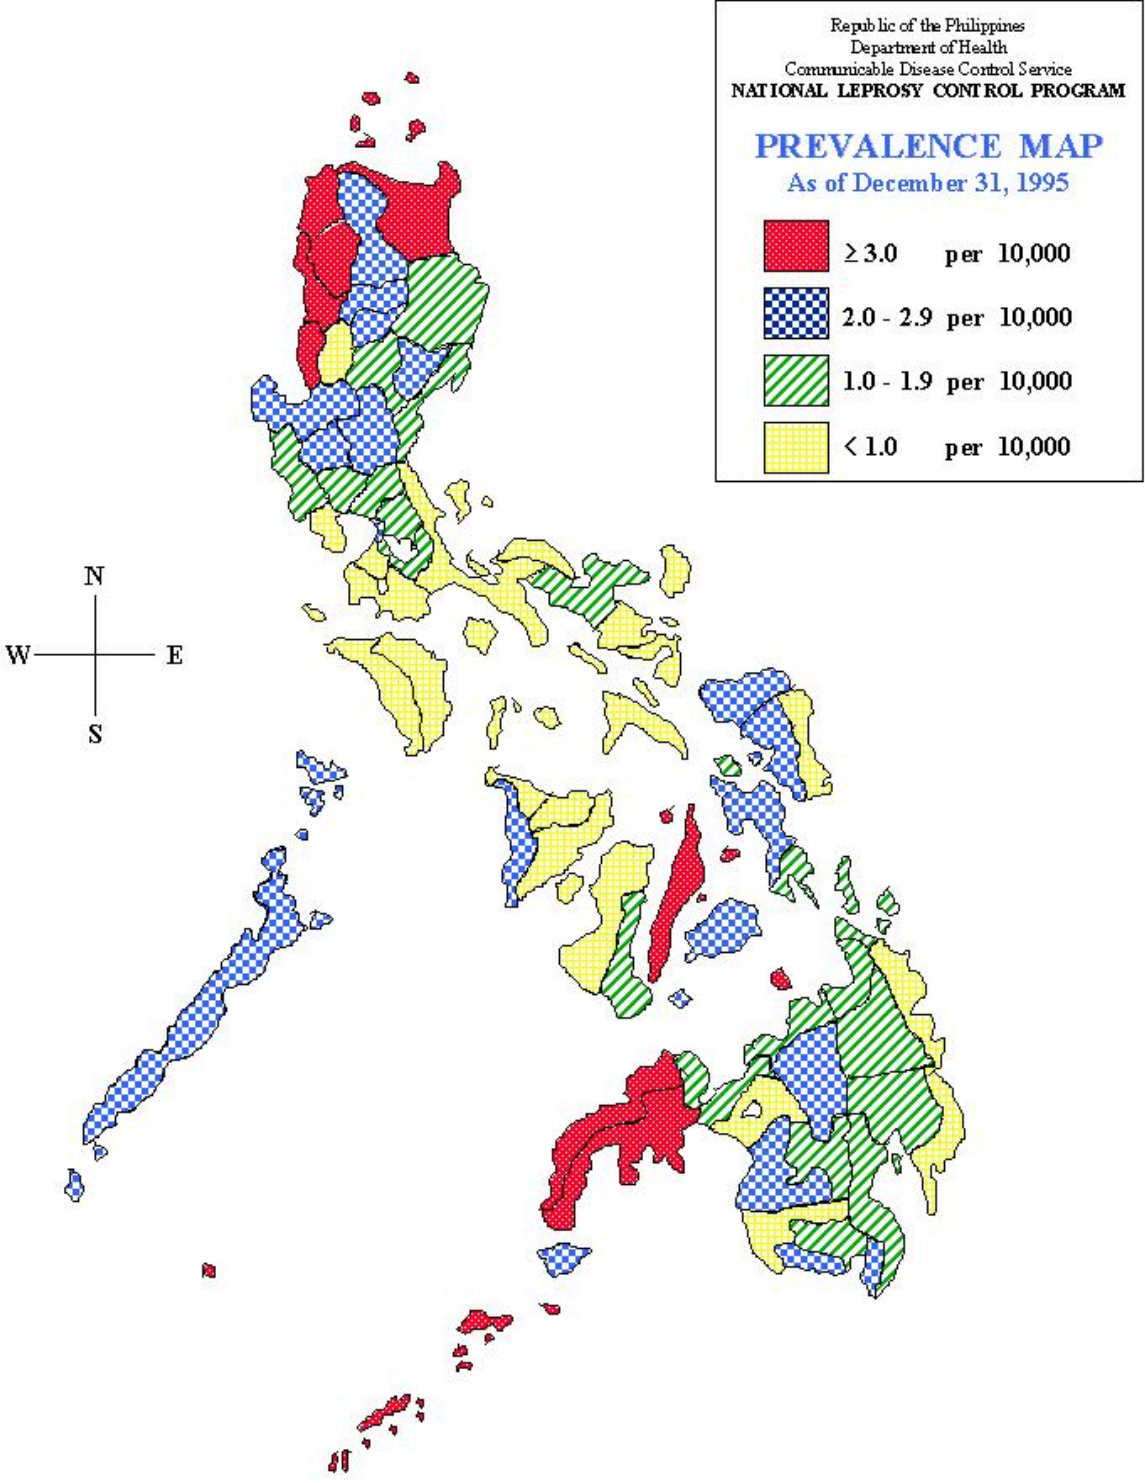 Republic of the Philippines
Department of Health
Communicable Disease Control Service
NATIONAL LEPROSY CONTROL PROGRAM
PREVALENCE MAP
As of December 31, 1995
≥ 3.0 per 10,000
2.0 - 2.9 per 10,000
1.0 - 1.9 per 10,000
< 1.0 per 10,000
N
W E
S